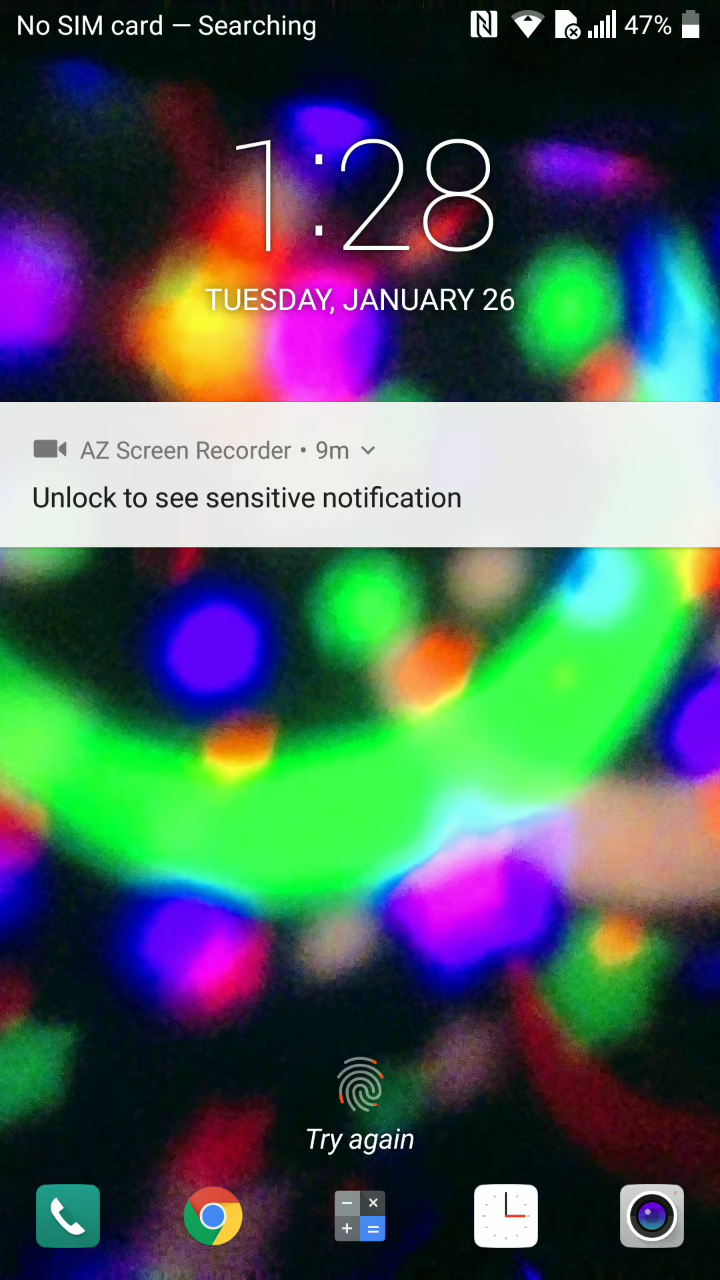 No SIM card — Searching 47%
1:28
TUESDAY, JANUARY 26
AZ Screen Recorder • 9m
Unlock to see sensitive notification
Try again